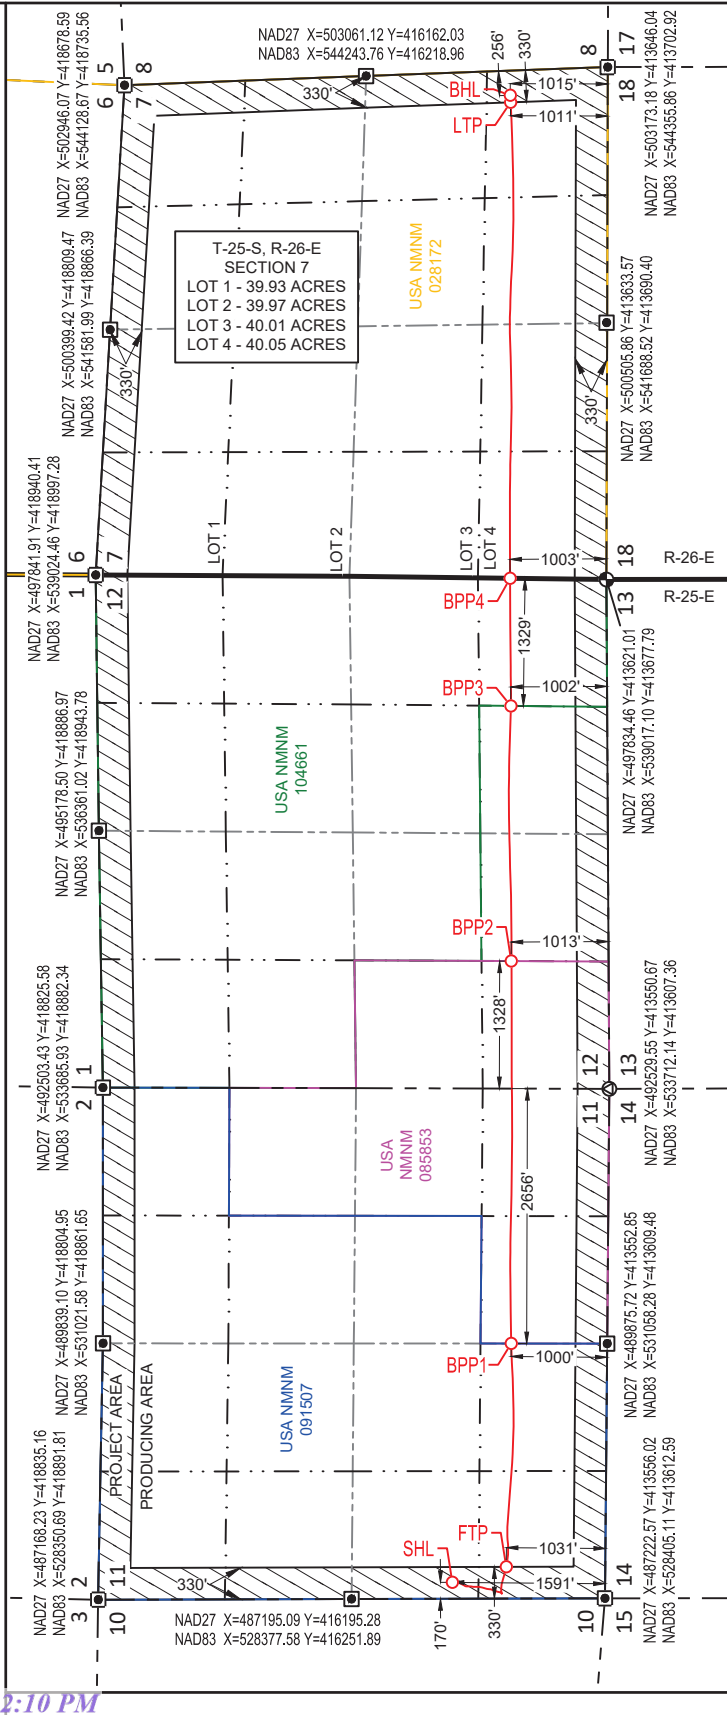 NAD27 X=503061.12 Y=416162.03
NAD83 X=544243.76 Y=416218.96
NAD27 X=502946.07 Y=418678.59
NAD83 X=544128.67 Y=418735.56
5
8
6
7
8
17
18
256'
330'
330'
BHL
1015'
LTP
1011'
NAD27 X=503173.18 Y=413646.04
NAD83 X=544355.86 Y=413702.92
T-25-S, R-26-E
SECTION 7
LOT 1 - 39.93 ACRES
LOT 2 - 39.97 ACRES
LOT 3 - 40.01 ACRES
LOT 4 - 40.05 ACRES
USA NMNM
028172
NAD27 X=500399.42 Y=418809.47
NAD83 X=541581.99 Y=418866.39
330'
330'
NAD27 X=500505.86 Y=413633.57
NAD83 X=541688.52 Y=413690.40
NAD27 X=497841.91 Y=418940.41
NAD83 X=539024.46 Y=418997.28
6
7
1
12
LOT 1
LOT 2
LOT 3
LOT 4
1003'
18
13
R-26-E
R-25-E
BPP4
1329'
BPP3
1002'
NAD27 X=497834.46 Y=413621.01
NAD83 X=539017.10 Y=413677.79
NAD27 X=495178.50 Y=418886.97
NAD83 X=536361.02 Y=418943.78
USA NMNM
104661
BPP2
1013'
1328'
NAD27 X=492503.43 Y=418825.58
NAD83 X=533685.93 Y=418882.34
1
2
12
13
11
14
NAD27 X=492529.55 Y=413550.67
NAD83 X=533712.14 Y=413607.36
USA
NMNM
085853
2656'
NAD27 X=489839.10 Y=418804.95
NAD83 X=531021.58 Y=418861.65
BPP1
1000'
NAD27 X=489875.72 Y=413552.85
NAD83 X=531058.28 Y=413609.48
PROJECT AREA
PRODUCING AREA
USA NMNM
091507
NAD27 X=487168.23 Y=418835.16
NAD83 X=528350.69 Y=418891.81
2
11
3
10
FTP
SHL
1031'
1591'
330'
170'
330'
14
10
15
NAD27 X=487222.57 Y=413556.02
NAD83 X=528405.11 Y=413612.59
NAD27 X=487195.09 Y=416195.28
NAD83 X=528377.58 Y=416251.89
2:10 PM